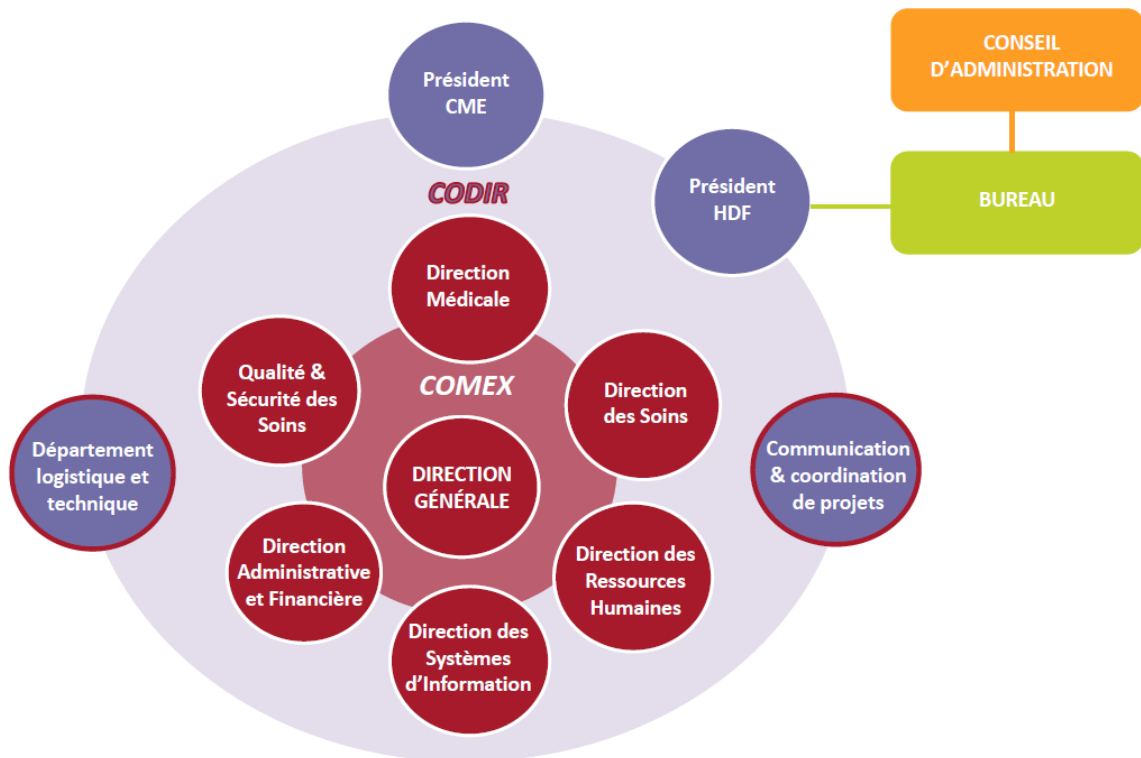 Président
CME
CONSEIL
D'ADMINISTRATION
Président
HDF
BUREAU
CODIR
Direction
Médicale
Qualité &
Sécurité des
Soins
COMEX
Direction
des Soins
Département
logistique et
technique
DIRECTION
GÉNÉRALE
Communication
& coordination
de projets
Direction
Administrative
et Financière
Direction des
Ressources
Humaines
Direction des
Systèmes
d'Information